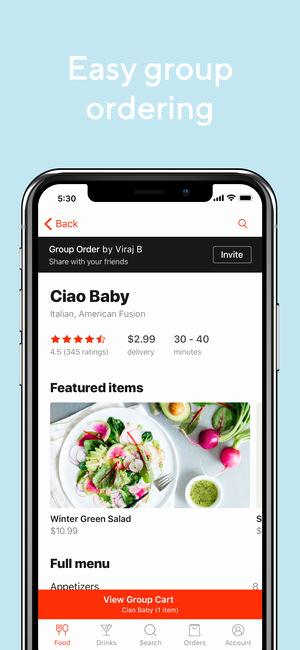 Easy group
ordering
5:30
Back
Group Order by Viraj B
Share with your friends
Invite
Ciao Baby
Italian, American Fusion
$2.99
30 - 40
4.5 (345 ratings)
delivery
minutes
Featured items
Winter Green Salad
S
$10.99
$
Full menu
Appetizers
8
View Group Cart
Ciao Baby (1 item)
Food
Drinks
Search
Orders
Account